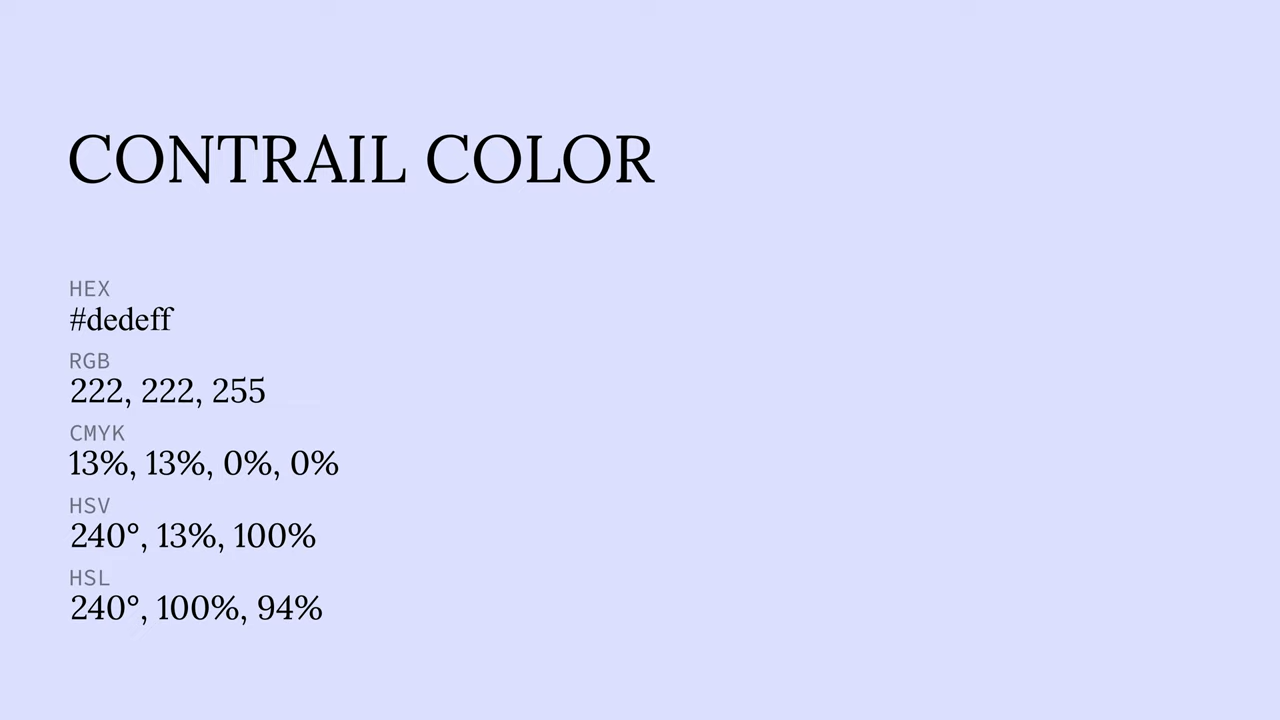 CONTRAIL COLOR
HEX
#dedeff
RGB
222, 222, 255
CMYK
13%, 13%, 0%, 0%
HSV
240°, 13%, 100%
HSL
240°, 100%, 94%